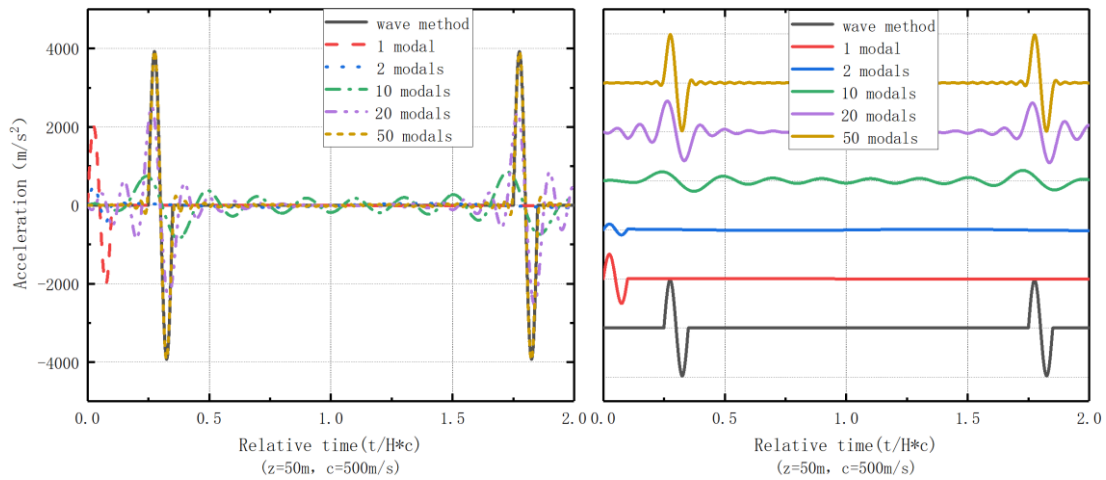 wave method
1 modal
2 modals
10 modals
20 modals
50 modals
4000
2000
0
-2000
-4000
Acceleration (m/s²)
0.0 0.5 1.0 1.5 2.0
Relative time(t/H*c)
(z=50m, c=500m/s)
wave method
1 modal
2 modals
10 modals
20 modals
50 modals
0.0 0.5 1.0 1.5 2.0
Relative time(t/H*c)
(z=50m, c=500m/s)